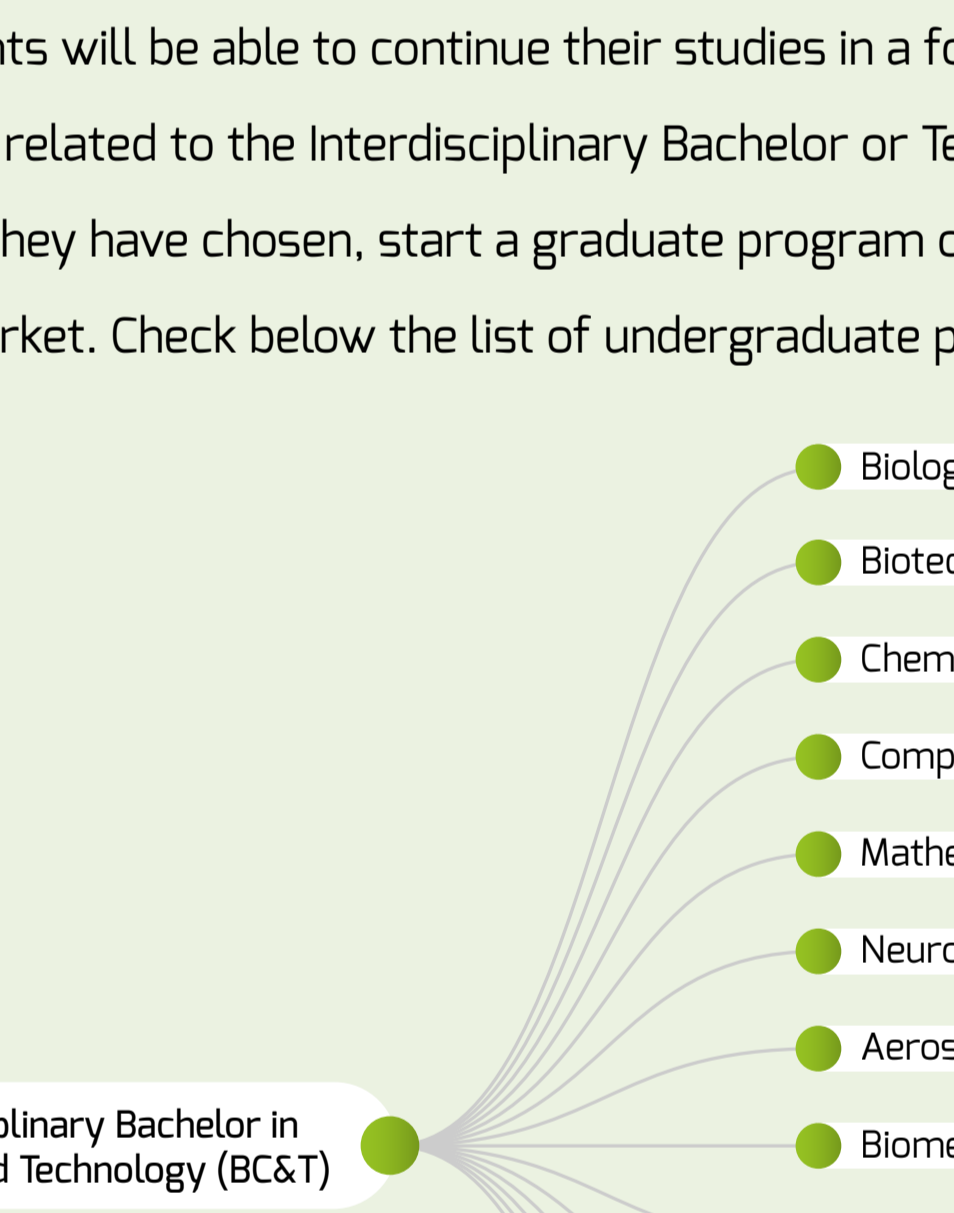 nts will be able to continue their studies in a fo
related to the Interdisciplinary Bachelor or Te
hey have chosen, start a graduate program o
rket. Check below the list of undergraduate p
Biolog
Biotec
Chem
Comp
Mathe
Neuro
Aeros
Biome
plinary Bachelor in
d Technology (BC&T)